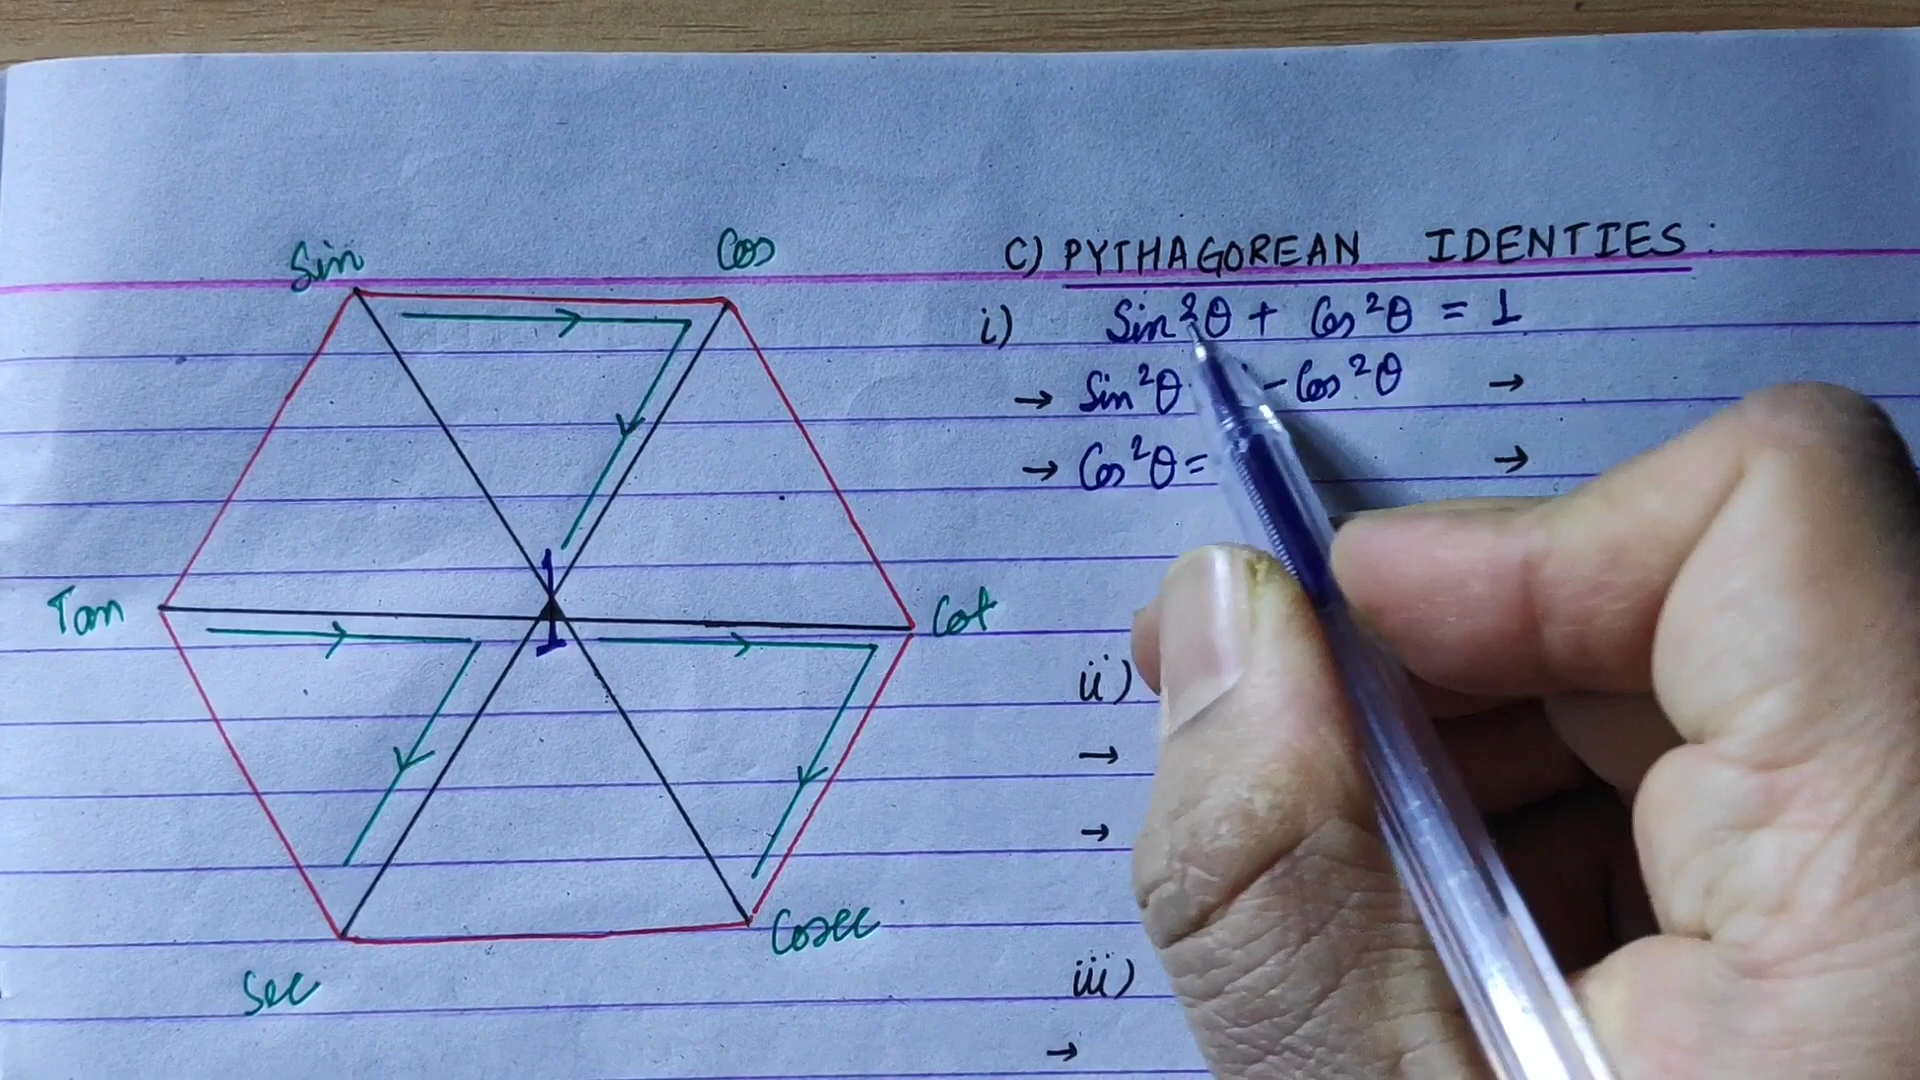 Sin Cos
Tan 1 Cot
Sec Cosec
C) PYTHAGOREAN IDENTIES:
i) Sin²θ + Cos²θ = 1
→ Sin²θ - Cos²θ →
→ Cos²θ = →
ii)
→
→
iii)
→